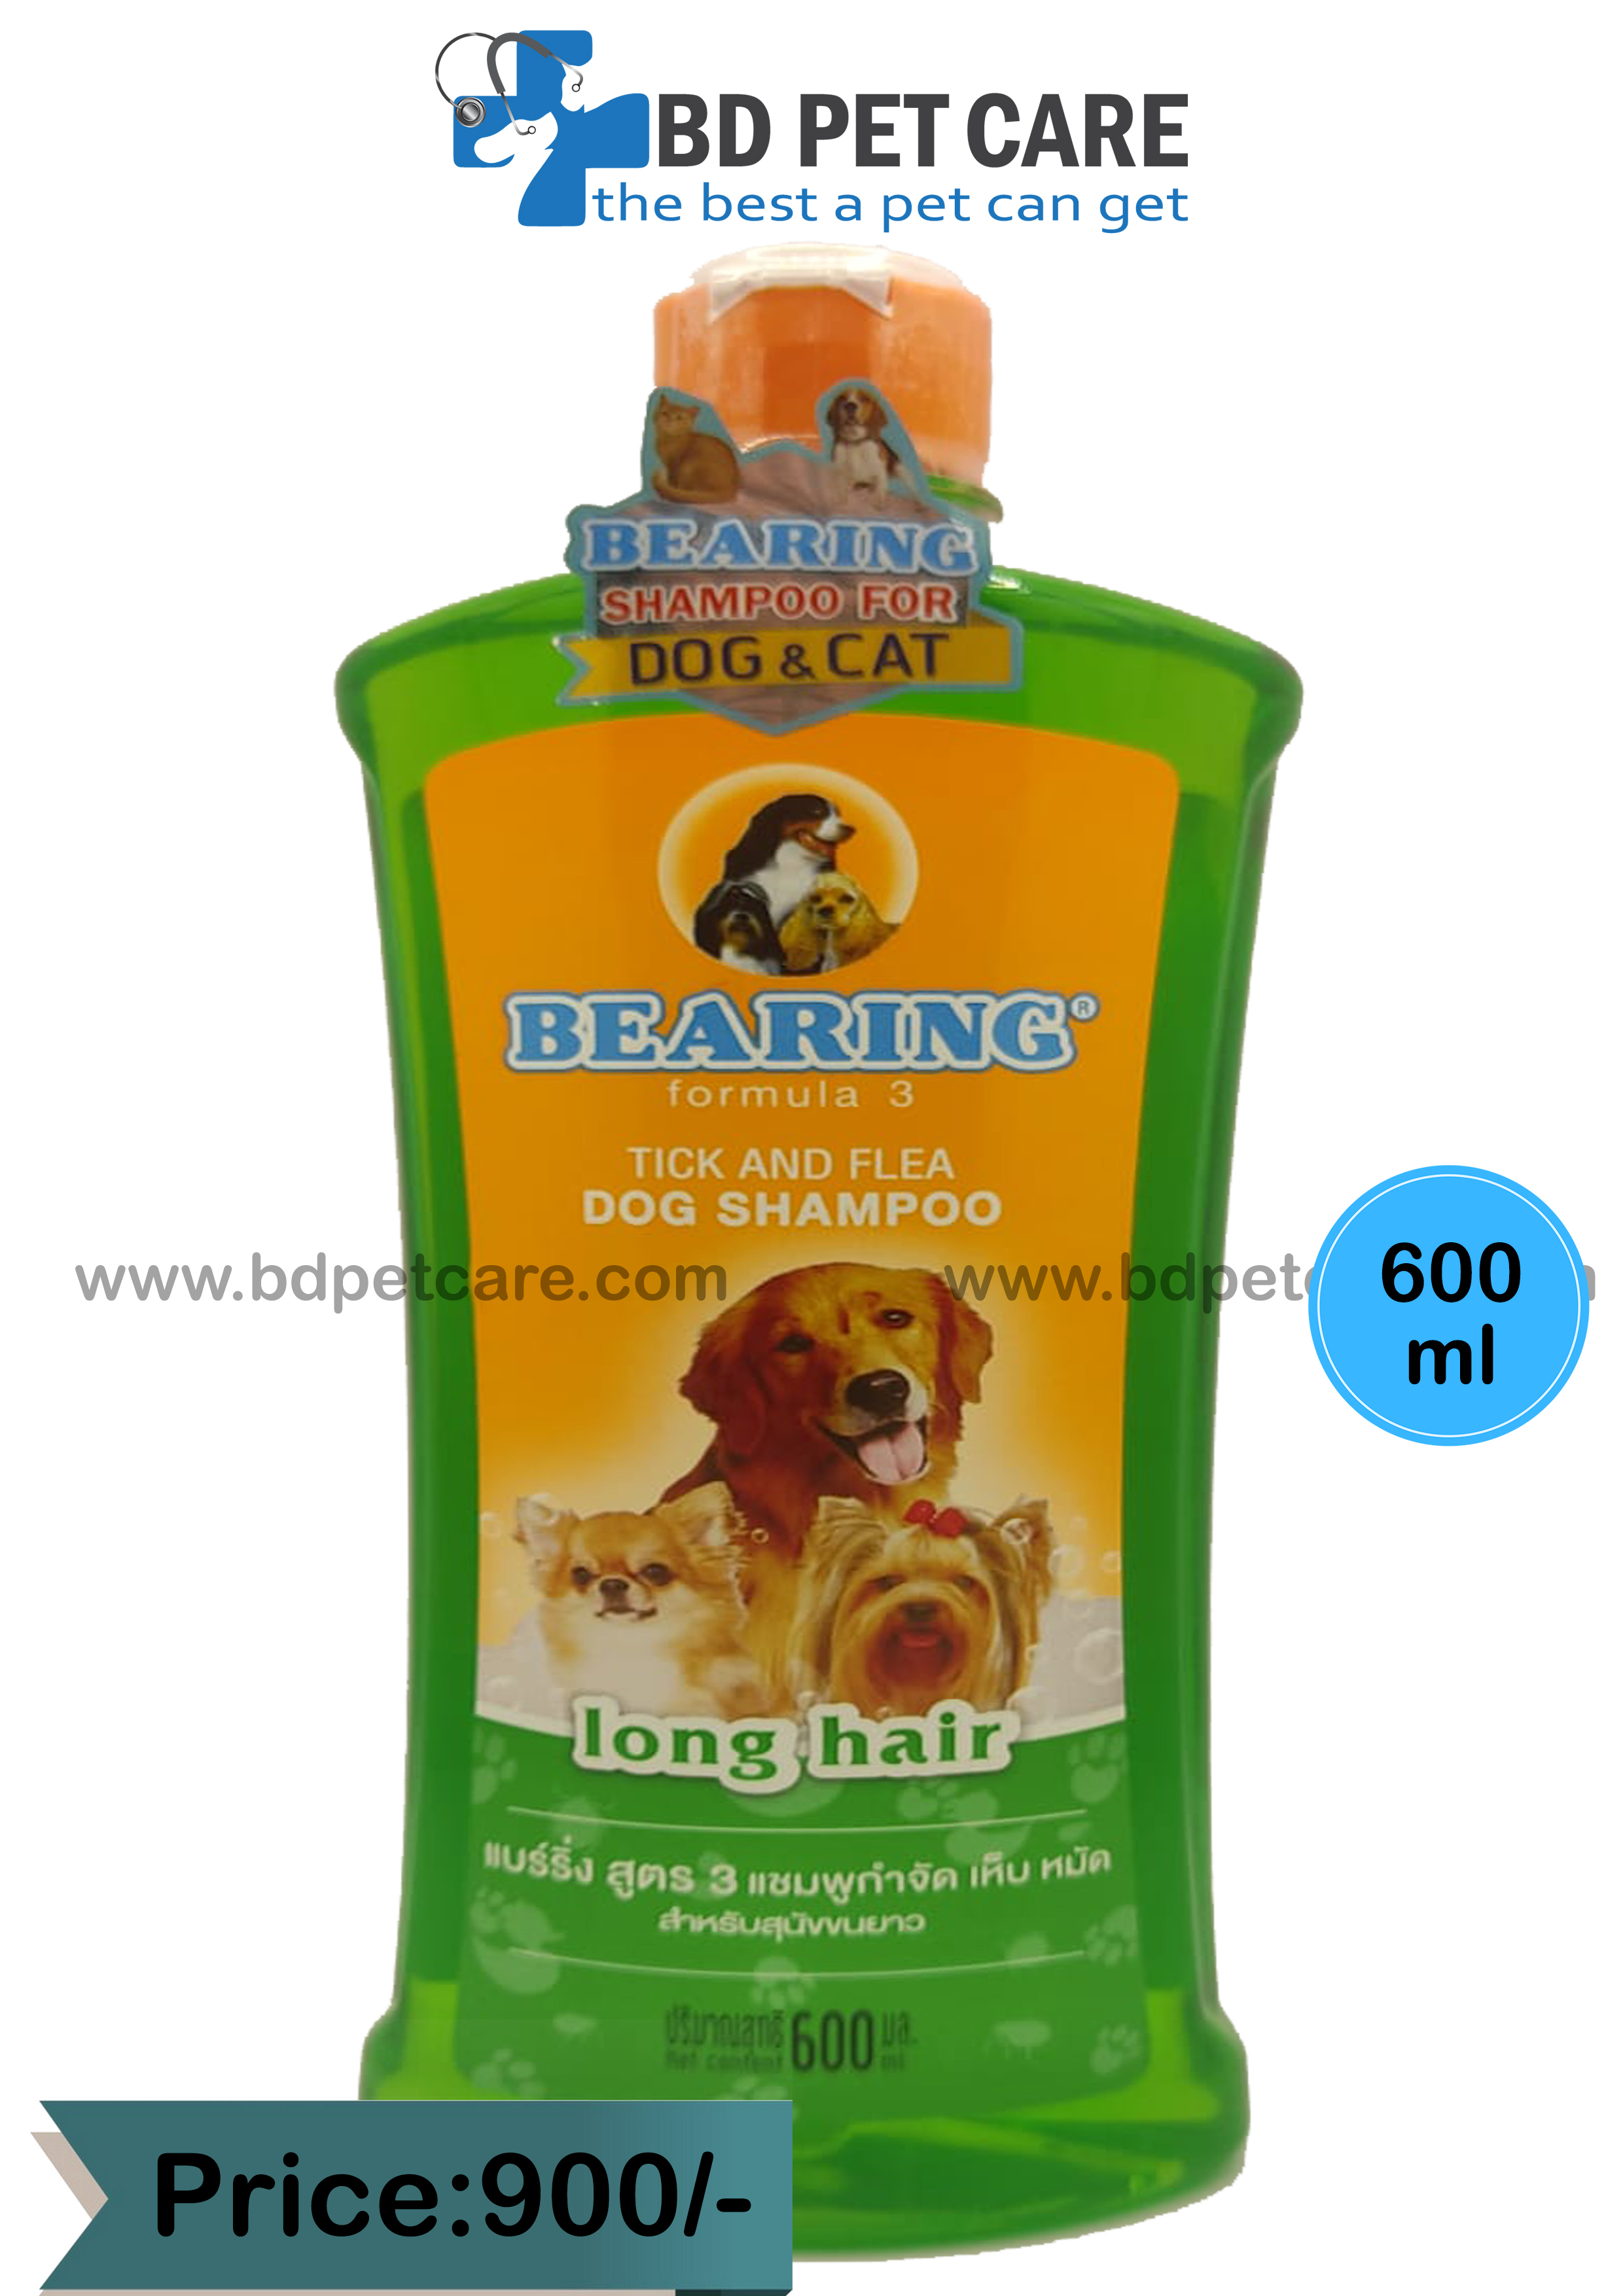 BD PET CARE
the best a pet can get
BEARING
SHAMPOO FOR
DOG & CAT
BEARING®
formula 3
TICK AND FLEA
DOG SHAMPOO
www.bdpetcare.com
www.bdpet
600
ml
long hair
แบร์ริ่ง สูตร 3 แชมพูกำจัด เห็บ หมัด
สำหรับสุนัขขนยาว
ปริมาณสุทธิ 600 มล.
Net content ml
Price:900/-